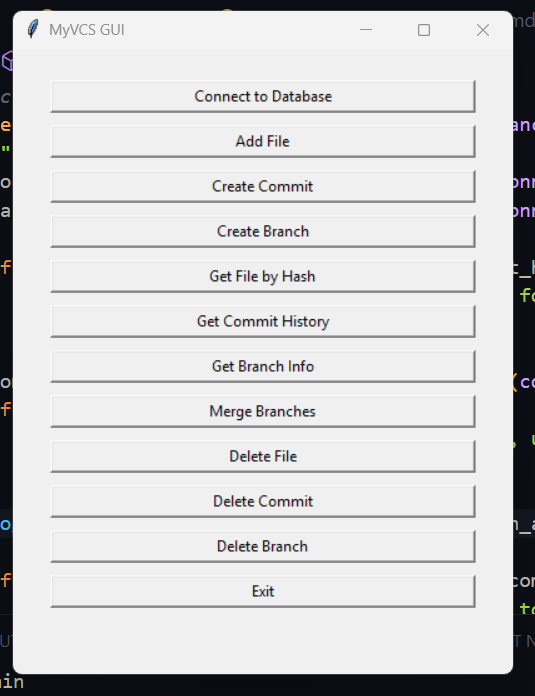 MyVCS GUI
Connect to Database
Add File
Create Commit
Create Branch
Get File by Hash
Get Commit History
Get Branch Info
Merge Branches
Delete File
Delete Commit
Delete Branch
Exit